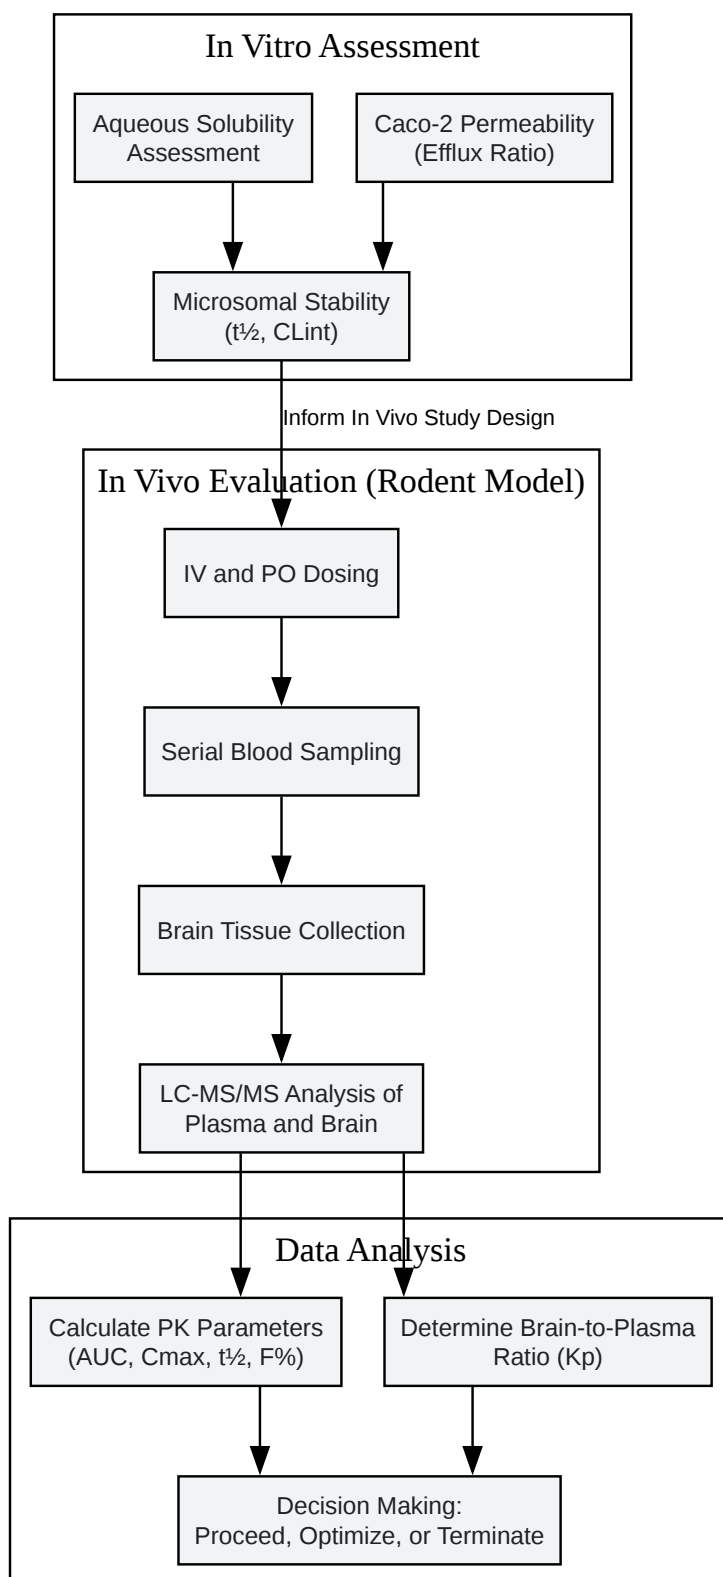 In Vitro Assessment
Aqueous Solubility
Assessment
Caco-2 Permeability
(Efflux Ratio)
Microsomal Stability
(t½, CLint)
Inform In Vivo Study Design
In Vivo Evaluation (Rodent Model)
IV and PO Dosing
Serial Blood Sampling
Brain Tissue Collection
LC-MS/MS Analysis of
Plasma and Brain
Data Analysis
Calculate PK Parameters
(AUC, Cmax, t½, F%)
Determine Brain-to-Plasma
Ratio (Kp)
Decision Making:
Proceed, Optimize, or Terminate